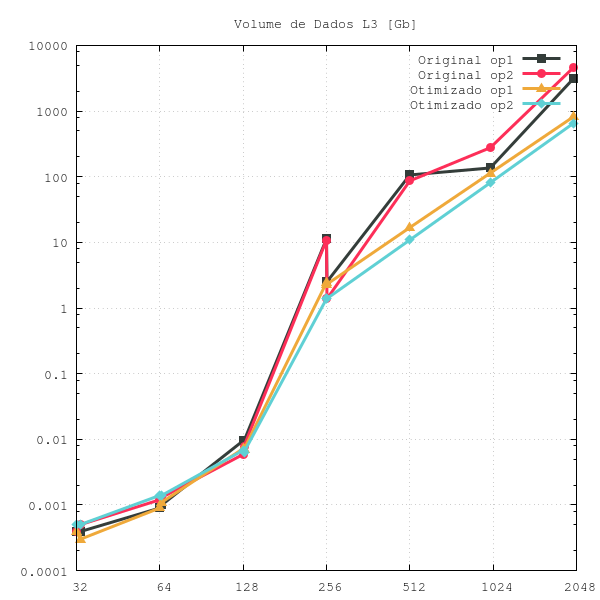 Volume de Dados L3 [Gb]
10000
1000
100
10
1
0.1
0.01
0.001
0.0001
Original op1
Original op2
Otimizado op1
Otimizado op2
32 64 128 256 512 1024 2048